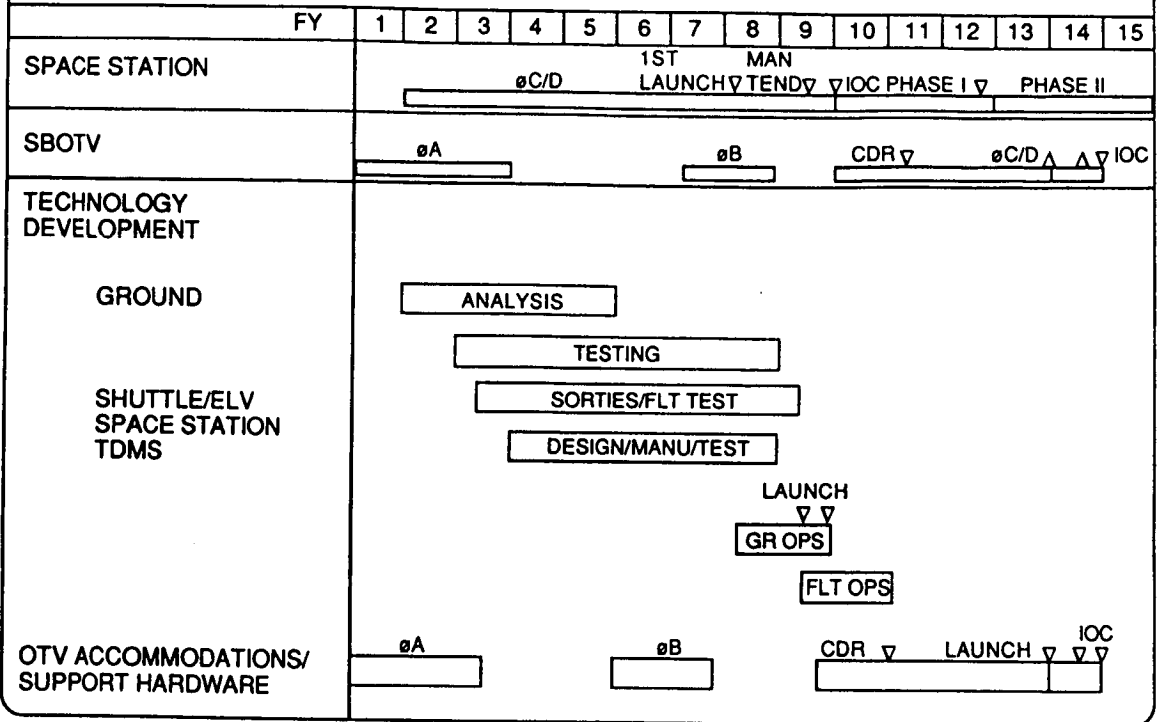 FY 1 2 3 4 5 6 7 8 9 10 11 12 13 14 15
1ST MAN
SPACE STATION
øC/D LAUNCH TEND IOC PHASE I PHASE II
SBOTV
øA øB CDR øC/D IOC
TECHNOLOGY
DEVELOPMENT
GROUND
ANALYSIS
TESTING
SHUTTLE/ELV
SPACE STATION
TDMS
SORTIES/FLT TEST
DESIGN/MANU/TEST
LAUNCH
GR OPS
FLT OPS
IOC
OTV ACCOMMODATIONS/
SUPPORT HARDWARE
øA øB CDR LAUNCH